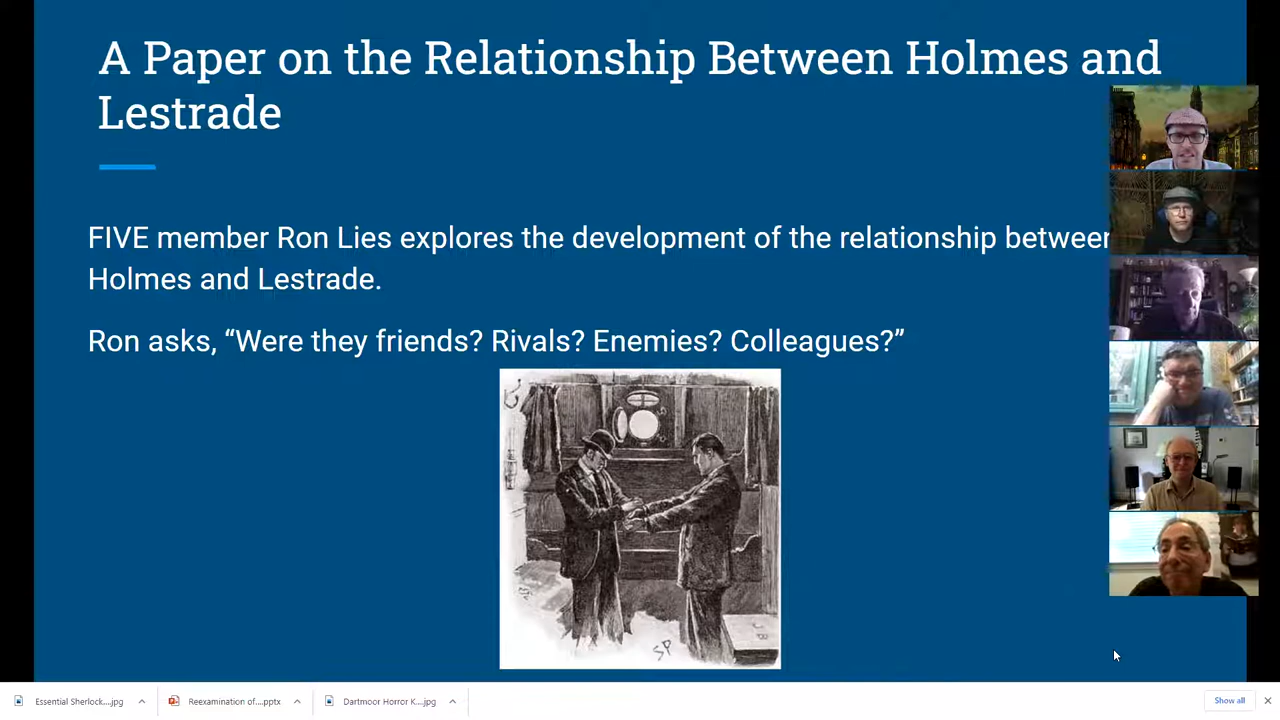 A Paper on the Relationship Between Holmes and
Lestrade
FIVE member Ron Lies explores the development of the relationship between
Holmes and Lestrade.
Ron asks, “Were they friends? Rivals? Enemies? Colleagues?”
SP
Essential Sherlock....jpg
Reexamination of....pptx
Dartmoor Horror K....jpg
Show all